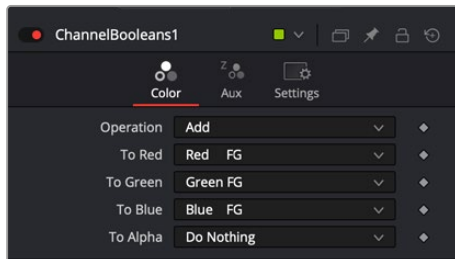 ChannelBooleans1
Z
Color Aux Settings
Operation Add
To Red Red FG
To Green Green FG
To Blue Blue FG
To Alpha Do Nothing